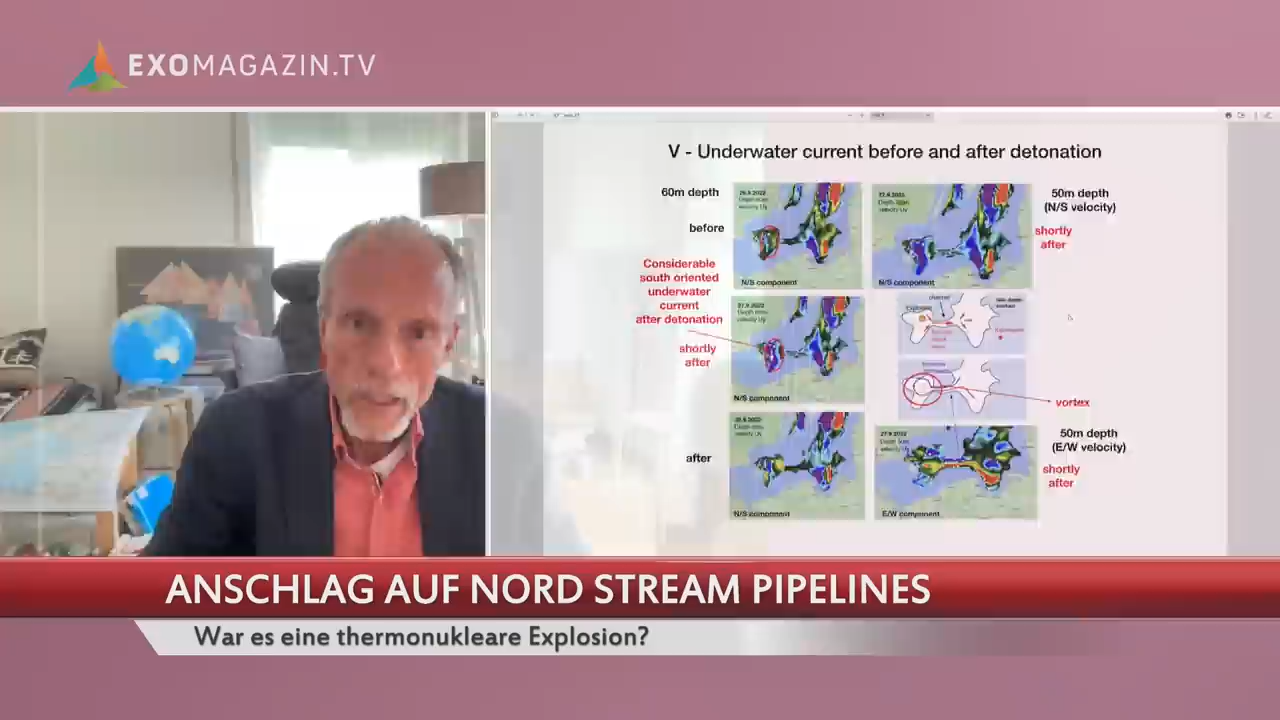 EXOMAGAZIN.TV
V - Underwater current before and after detonation
60m depth
before
Considerable
south oriented
underwater
current
after detonation
shortly
after
after
N/S component
N/S component
N/S component
N/S component
50m depth
(N/S velocity)
shortly
after
vortex
50m depth
(E/W velocity)
shortly
after
E/W component
ANSCHLAG AUF NORD STREAM PIPELINES
War es eine thermonukleare Explosion?